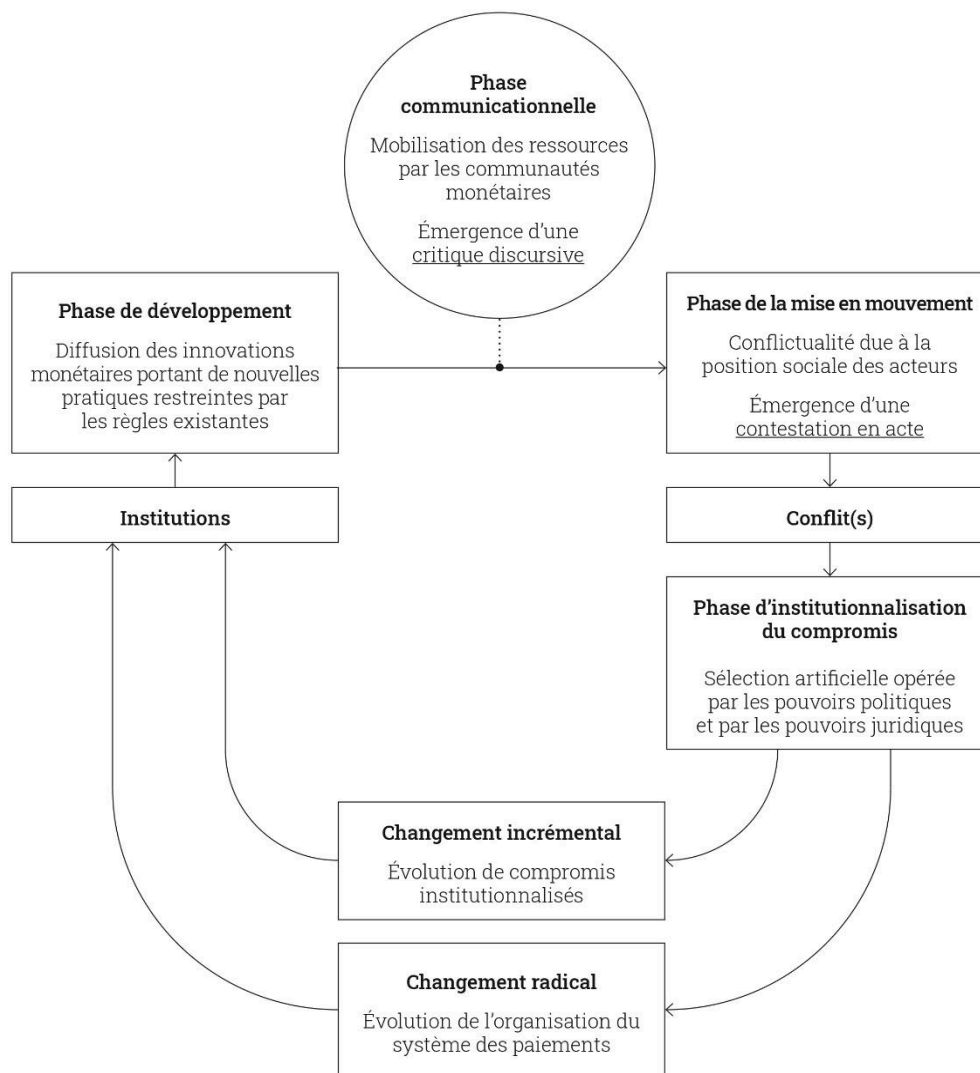 Phase
communicationnelle
Mobilisation des ressources
par les communautés
monétaires
Émergence d’une
critique discursive
Phase de développement
Diffusion des innovations
monétaires portant de nouvelles
pratiques restreintes par
les règles existantes
Phase de la mise en mouvement
Conflictualité due à la
position sociale des acteurs
Émergence d’une
contestation en acte
Institutions
Conflit(s)
Phase d’institutionnalisation
du compromis
Sélection artificielle opérée
par les pouvoirs politiques
et par les pouvoirs juridiques
Changement incrémental
Évolution de compromis
institutionnalisés
Changement radical
Évolution de l’organisation du
système des paiements